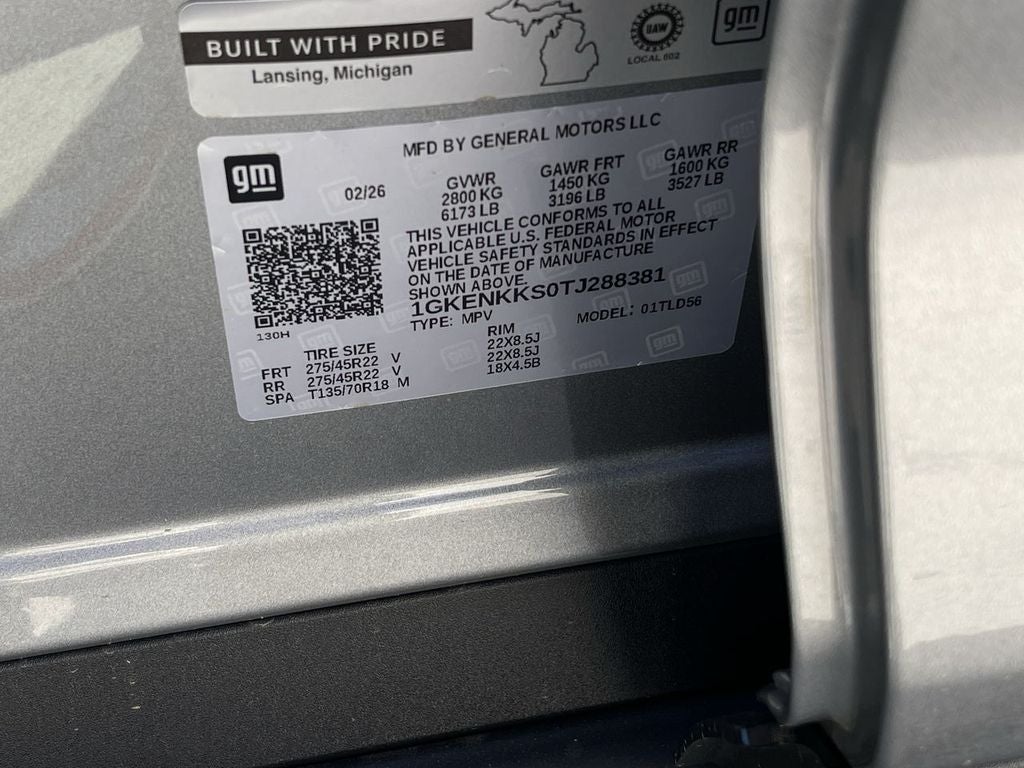 BUILT WITH PRIDE
Lansing, Michigan
UAW
LOCAL 602
gm
MFD BY GENERAL MOTORS LLC
gm
02/26
GVWR GAWR FRT GAWR RR
2800 KG 1450 KG 1600 KG
6173 LB 3196 LB 3527 LB
THIS VEHICLE CONFORMS TO ALL
APPLICABLE U.S. FEDERAL MOTOR
VEHICLE SAFETY STANDARDS IN EFFECT
ON THE DATE OF MANUFACTURE
SHOWN ABOVE.
1GKENKKS0TJ288381
TYPE: MPV MODEL: 01TLD56
130H
TIRE SIZE RIM
FRT 275/45R22 V 22X8.5J
RR 275/45R22 V 22X8.5J
SPA T135/70R18 M 18X4.5B